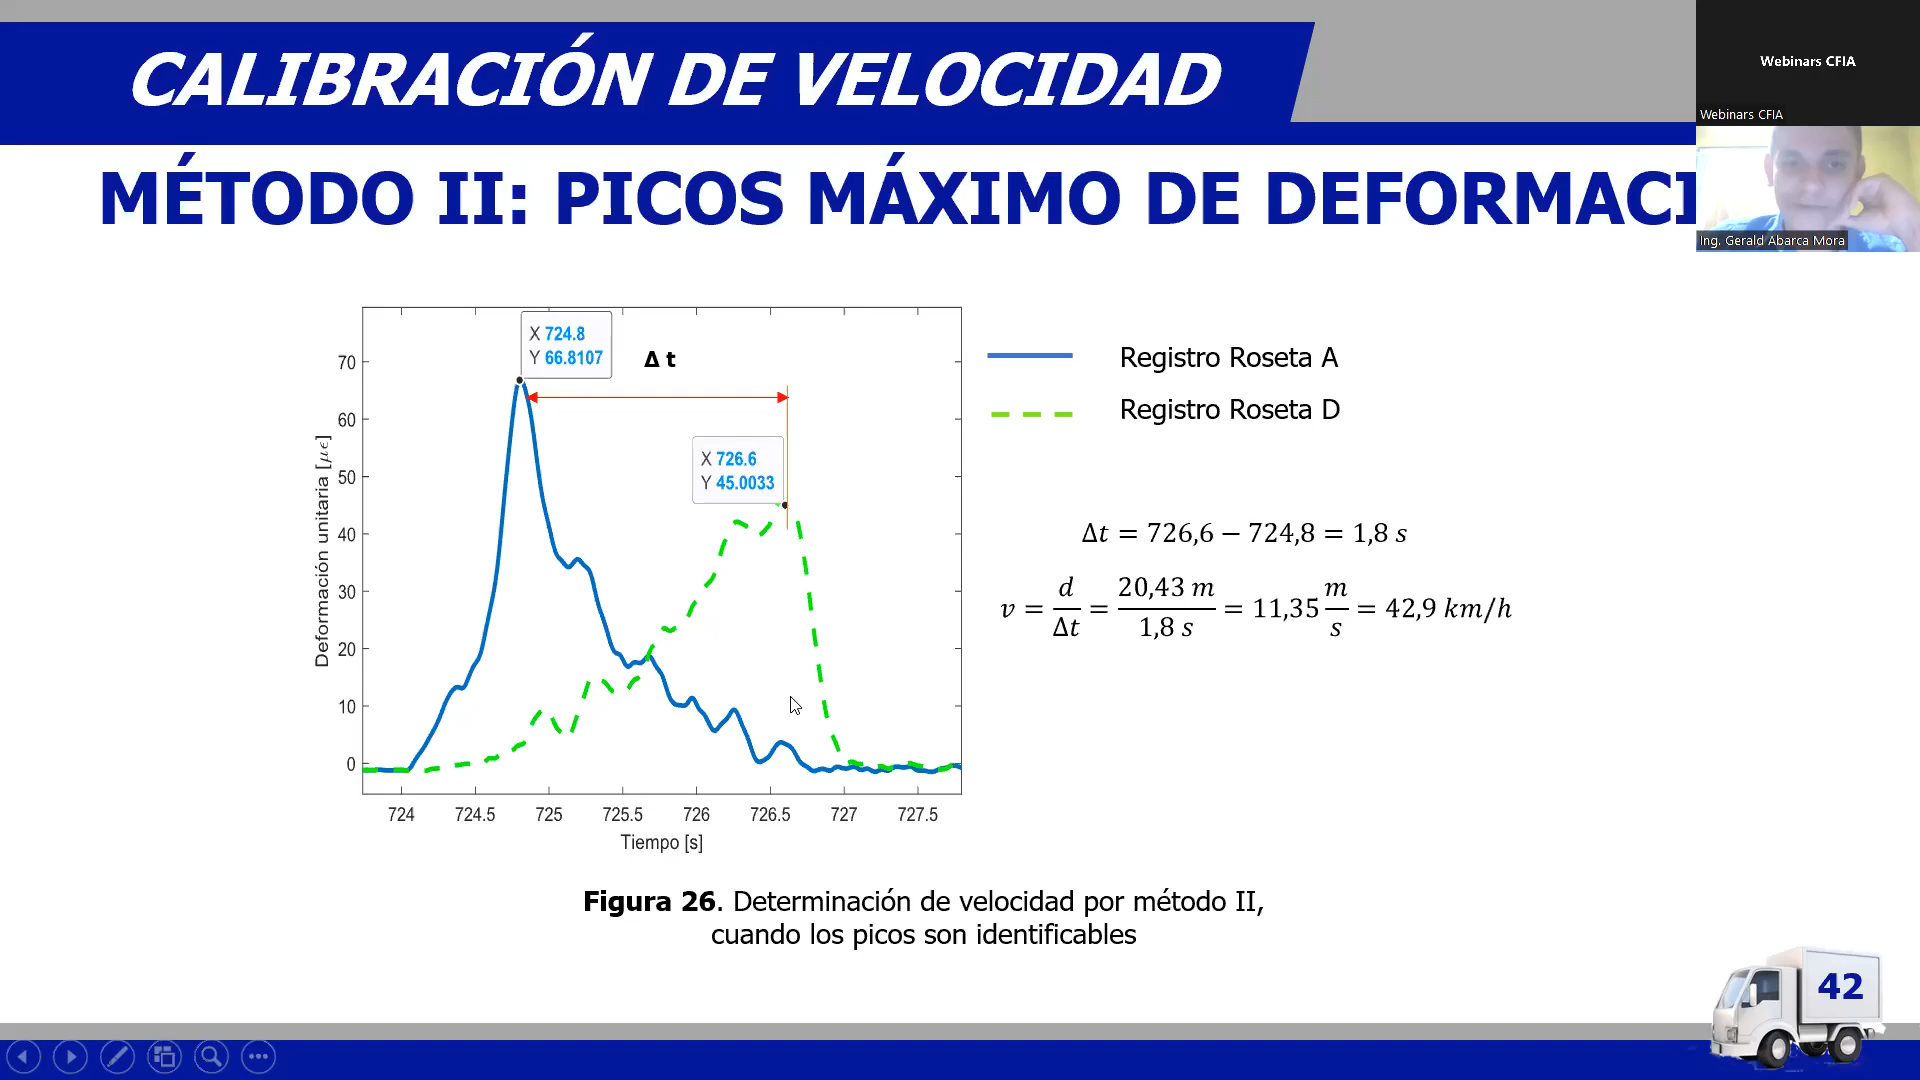 CALIBRACIÓN DE VELOCIDAD
Webinars CFIA
Webinars CFIA
MÉTODO II: PICOS MÁXIMO DE DEFORMACI
Ing. Gerald Abarca Mora
X 724.8
Y 66.8107
Δ t
X 726.6
Y 45.0033
70
60
50
40
30
20
10
0
Deformación unitaria [με]
724 724.5 725 725.5 726 726.5 727 727.5
Tiempo [s]
Registro Roseta A
Registro Roseta D
Δt = 726,6 − 724,8 = 1,8 s
v = d/Δt = 20,43 m/1,8 s = 11,35 m/s = 42,9 km/h
Figura 26. Determinación de velocidad por método II,
cuando los picos son identificables
42